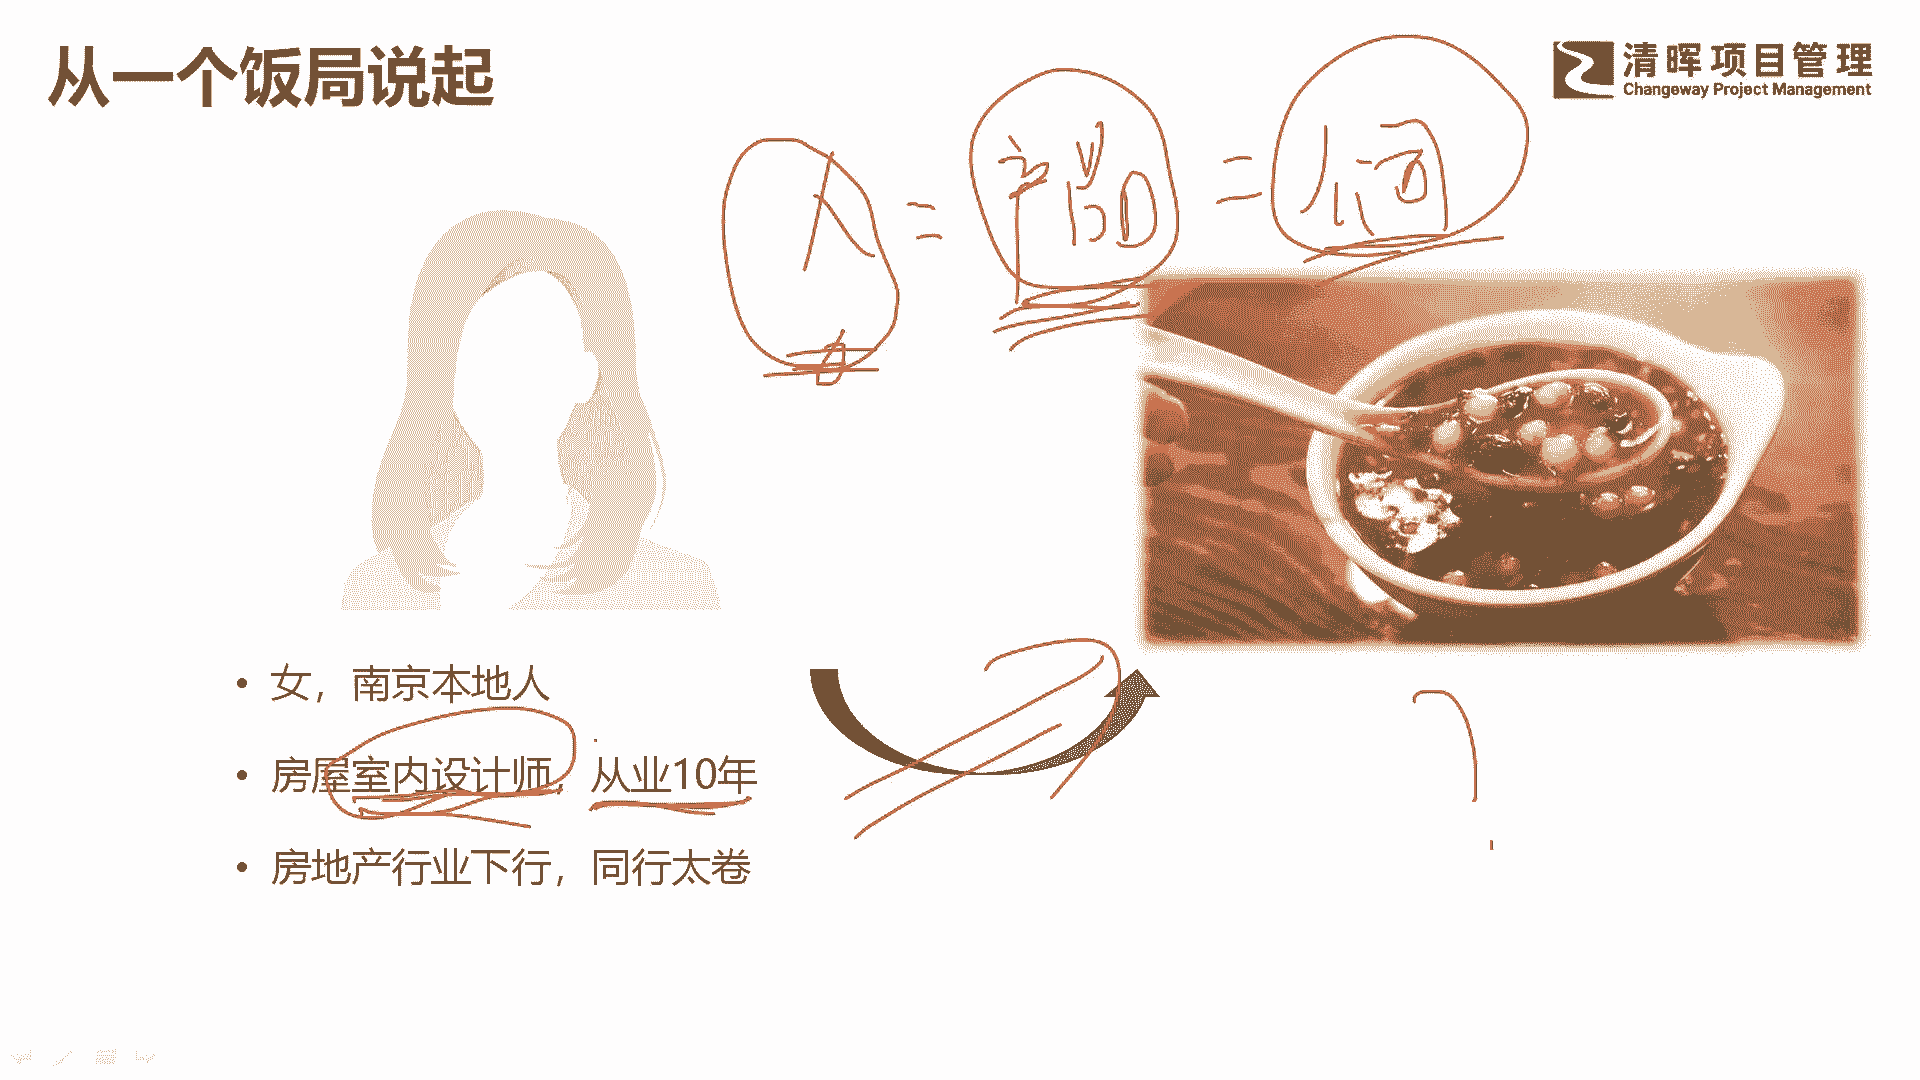 从一个饭局说起
清晖项目管理
Changeway Project Management
人 = 产品 =
• 女，南京本地人
• 房屋室内设计师，从业10年
• 房地产行业下行，同行太卷